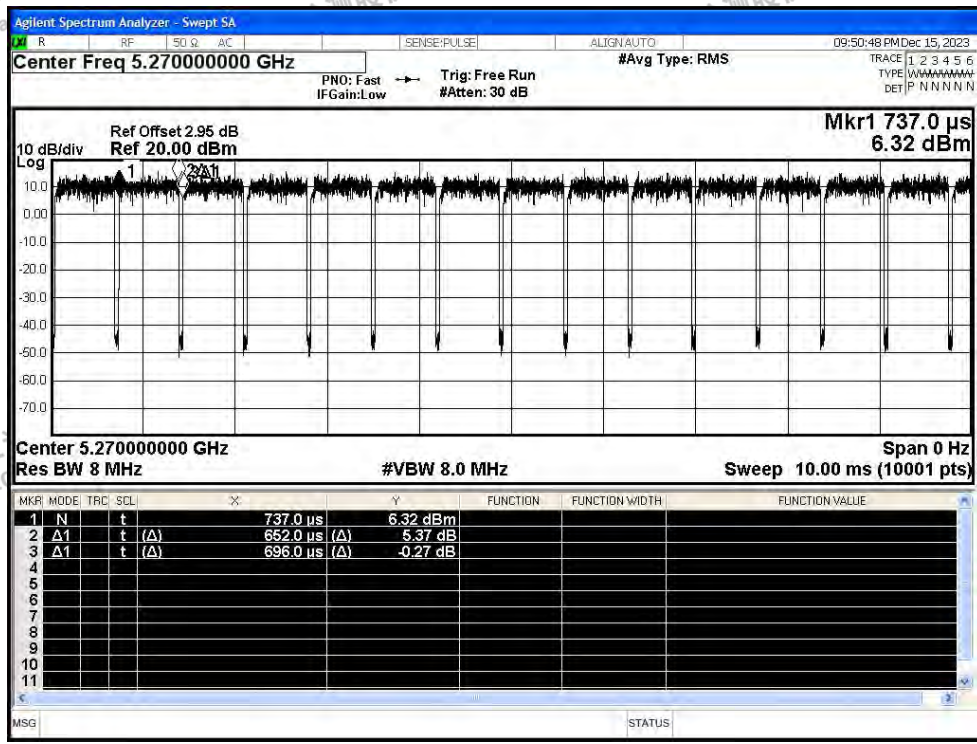 Agilent Spectrum Analyzer - Swept SA
LXI R RF 50 Ω AC SENSE:PULSE ALIGN AUTO 09:50:48 PM Dec 15, 2023
Center Freq 5.270000000 GHz #Avg Type: RMS TRACE 1 2 3 4 5 6
PNO: Fast Trig: Free Run TYPE WWWWWW
IFGain:Low #Atten: 30 dB DET P N N N N N
Mkr1 737.0 µs
6.32 dBm
Ref Offset 2.95 dB
10 dB/div Ref 20.00 dBm
Log
1 2Δ1
10.0
0.00
-10.0
-20.0
-30.0
-40.0
-50.0
-60.0
-70.0
Center 5.270000000 GHz Span 0 Hz
Res BW 8 MHz #VBW 8.0 MHz Sweep 10.00 ms (10001 pts)
MKR MODE TRC SCL X Y FUNCTION FUNCTION WIDTH FUNCTION VALUE
1 N t 737.0 µs 6.32 dBm
2 Δ1 t (Δ) 652.0 µs (Δ) 5.37 dB
3 Δ1 t (Δ) 696.0 µs (Δ) -0.27 dB
4
5
6
7
8
9
10
11
MSG STATUS